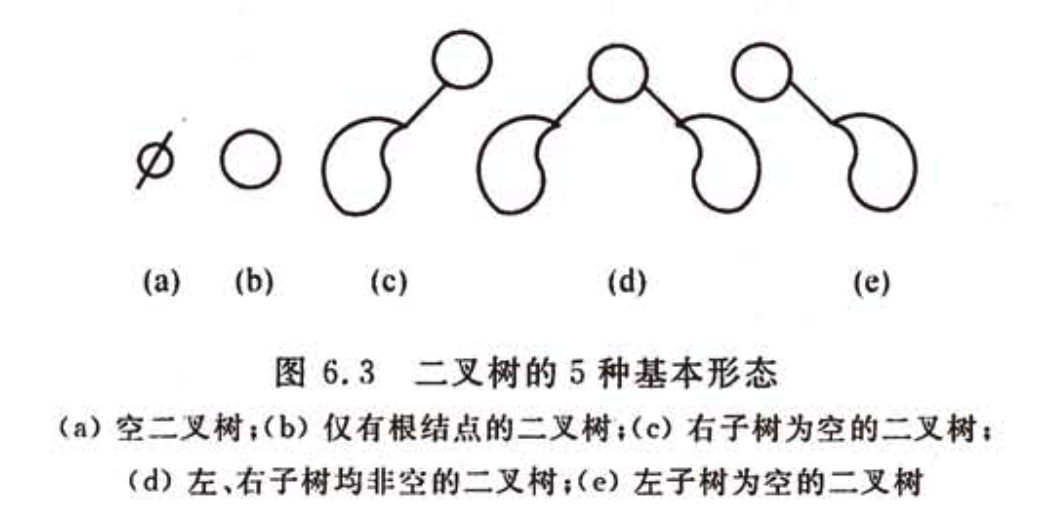 (a) (b) (c) (d) (e)
图 6.3 二叉树的 5 种基本形态
(a) 空二叉树;(b) 仅有根结点的二叉树;(c) 右子树为空的二叉树;
(d) 左、右子树均非空的二叉树;(e) 左子树为空的二叉树